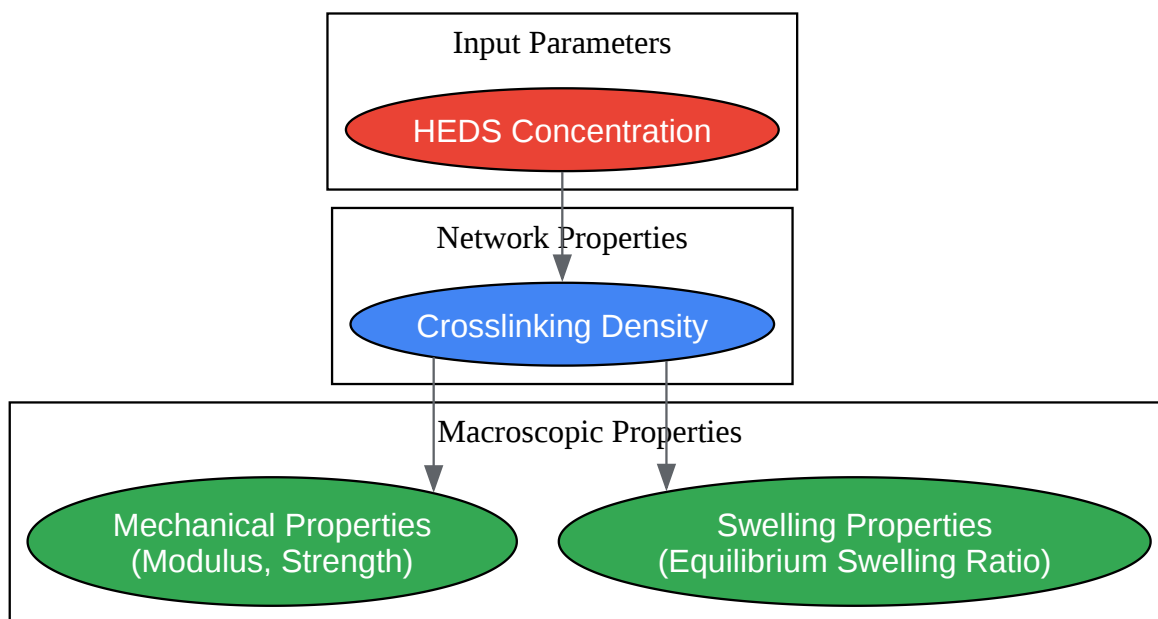 Input Parameters
HEDS Concentration
Network Properties
Crosslinking Density
Macroscopic Properties
Mechanical Properties
(Modulus, Strength)
Swelling Properties
(Equilibrium Swelling Ratio)